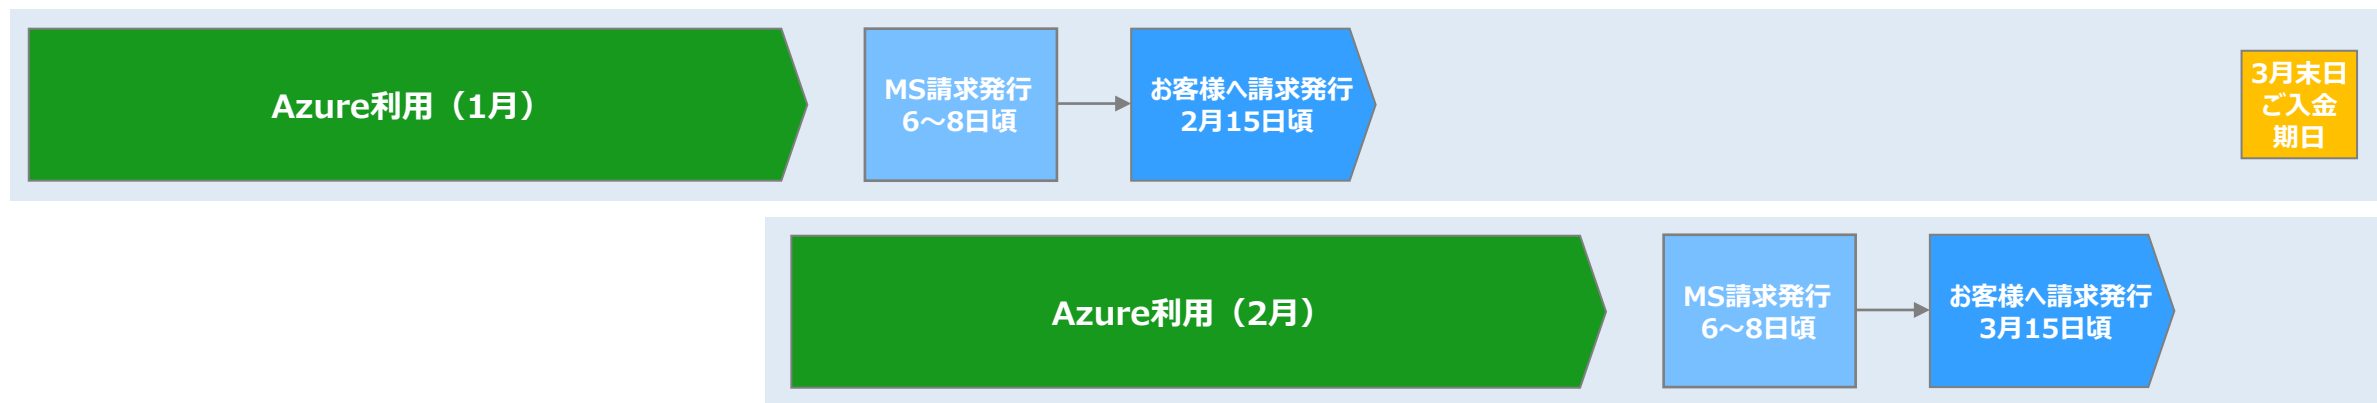 Azure利用（1月）
MS請求発行
6～8日頃
お客様へ請求発行
2月15日頃
3月末日
ご入金
期日
Azure利用（2月）
MS請求発行
6～8日頃
お客様へ請求発行
3月15日頃